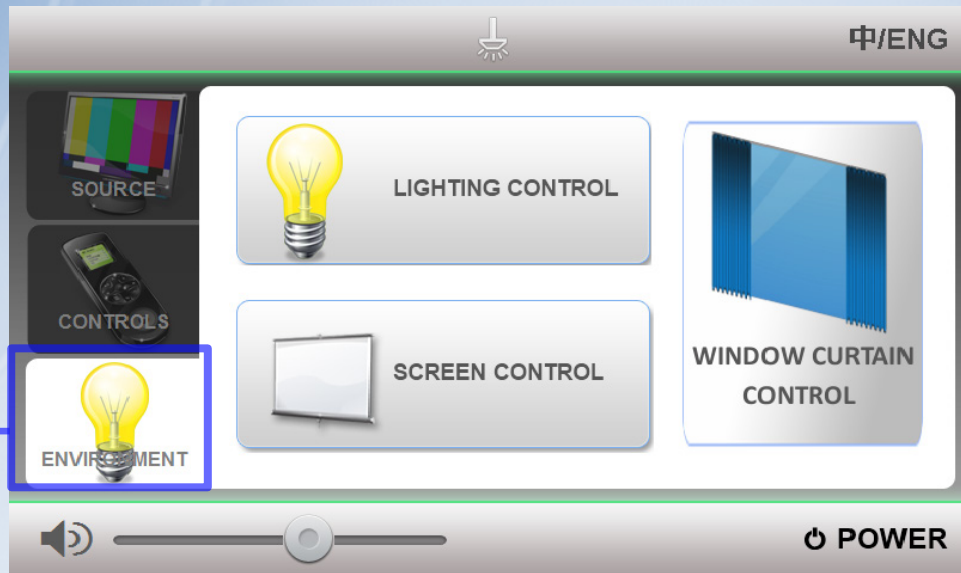 中/ENG
SOURCE
CONTROLS
ENVIRONMENT
LIGHTING CONTROL
SCREEN CONTROL
WINDOW CURTAIN
CONTROL
POWER